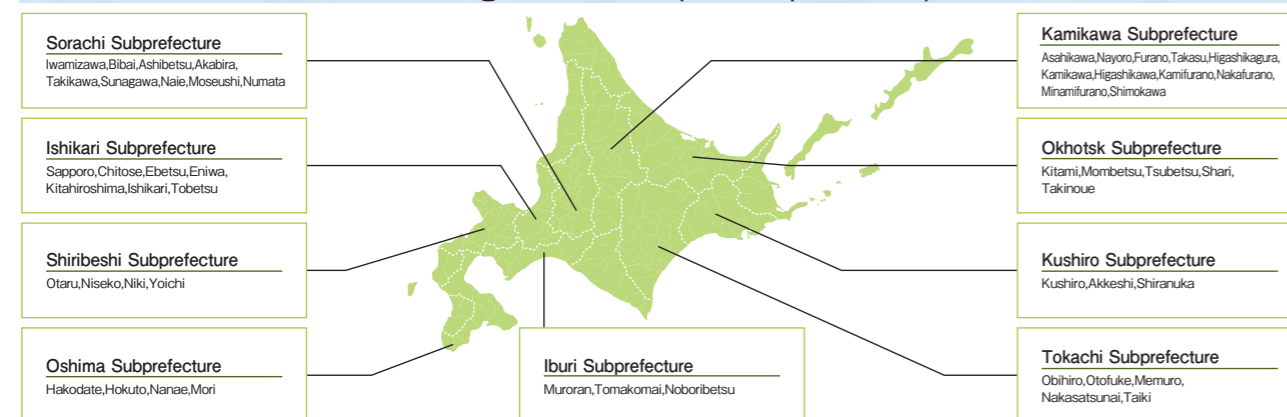 Sorachi Subprefecture
Iwamizawa,Bibai,Ashibetsu,Akabira,
Takikawa,Sunagawa,Naie,Moseushi,Numata
Ishikari Subprefecture
Sapporo,Chitose,Ebetsu,Eniwa,
Kitahiroshima,Ishikari,Tobetsu
Shiribeshi Subprefecture
Otaru,Niseko,Niki,Yoichi
Oshima Subprefecture
Hakodate,Hokuto,Nanae,Mori
Iburi Subprefecture
Muroran,Tomakomai,Noboribetsu
Kamikawa Subprefecture
Asahikawa,Nayoro,Furano,Takasu,Higashikagura,
Kamikawa,Higashikawa,Kamifurano,Nakafurano,
Minamifurano,Shimokawa
Okhotsk Subprefecture
Kitami,Mombetsu,Tsubetsu,Shari,
Takinoue
Kushiro Subprefecture
Kushiro,Akkeshi,Shiranuka
Tokachi Subprefecture
Obihiro,Otofuke,Memuro,
Nakasatsunai,Taiki